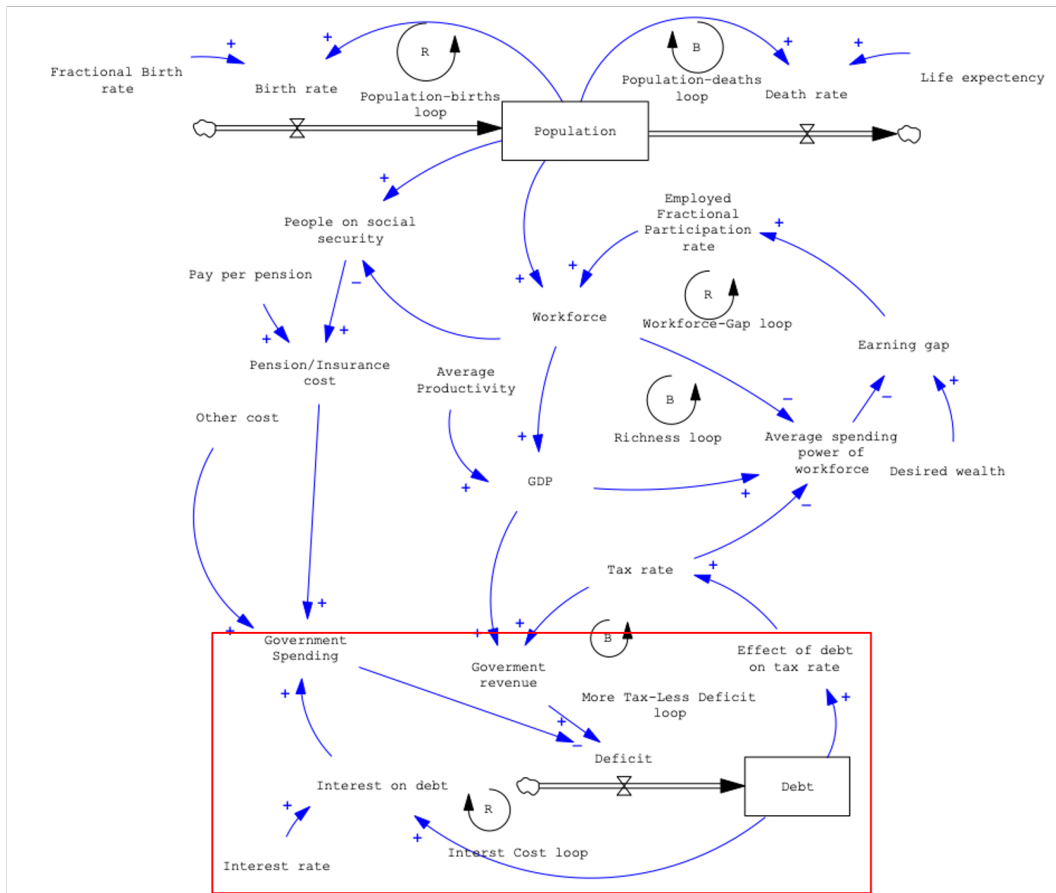 Fractional Birth
rate
+
Birth rate
+
R
Population-births
loop
B
Population-deaths
loop
+
Death rate
+
Life expectency
Population
+
People on social
security
Employed
Fractional
Participation
rate
+
Pay per pension
–
+
+
+
+
Workforce
R
Workforce-Gap loop
Earning gap
Pension/Insurance
cost
Average
Productivity
B
Richness loop
–
–
+
Other cost
+
+
GDP
+
Average spending
power of
workforce
Desired wealth
–
Tax rate
+
+
+
Government
Spending
+
+
Goverment
revenue
B
More Tax-Less Deficit
loop
Effect of debt
on tax rate
+
+
+
–
Deficit
Debt
Interest on debt
+
R
Interst Cost loop
+
Interest rate